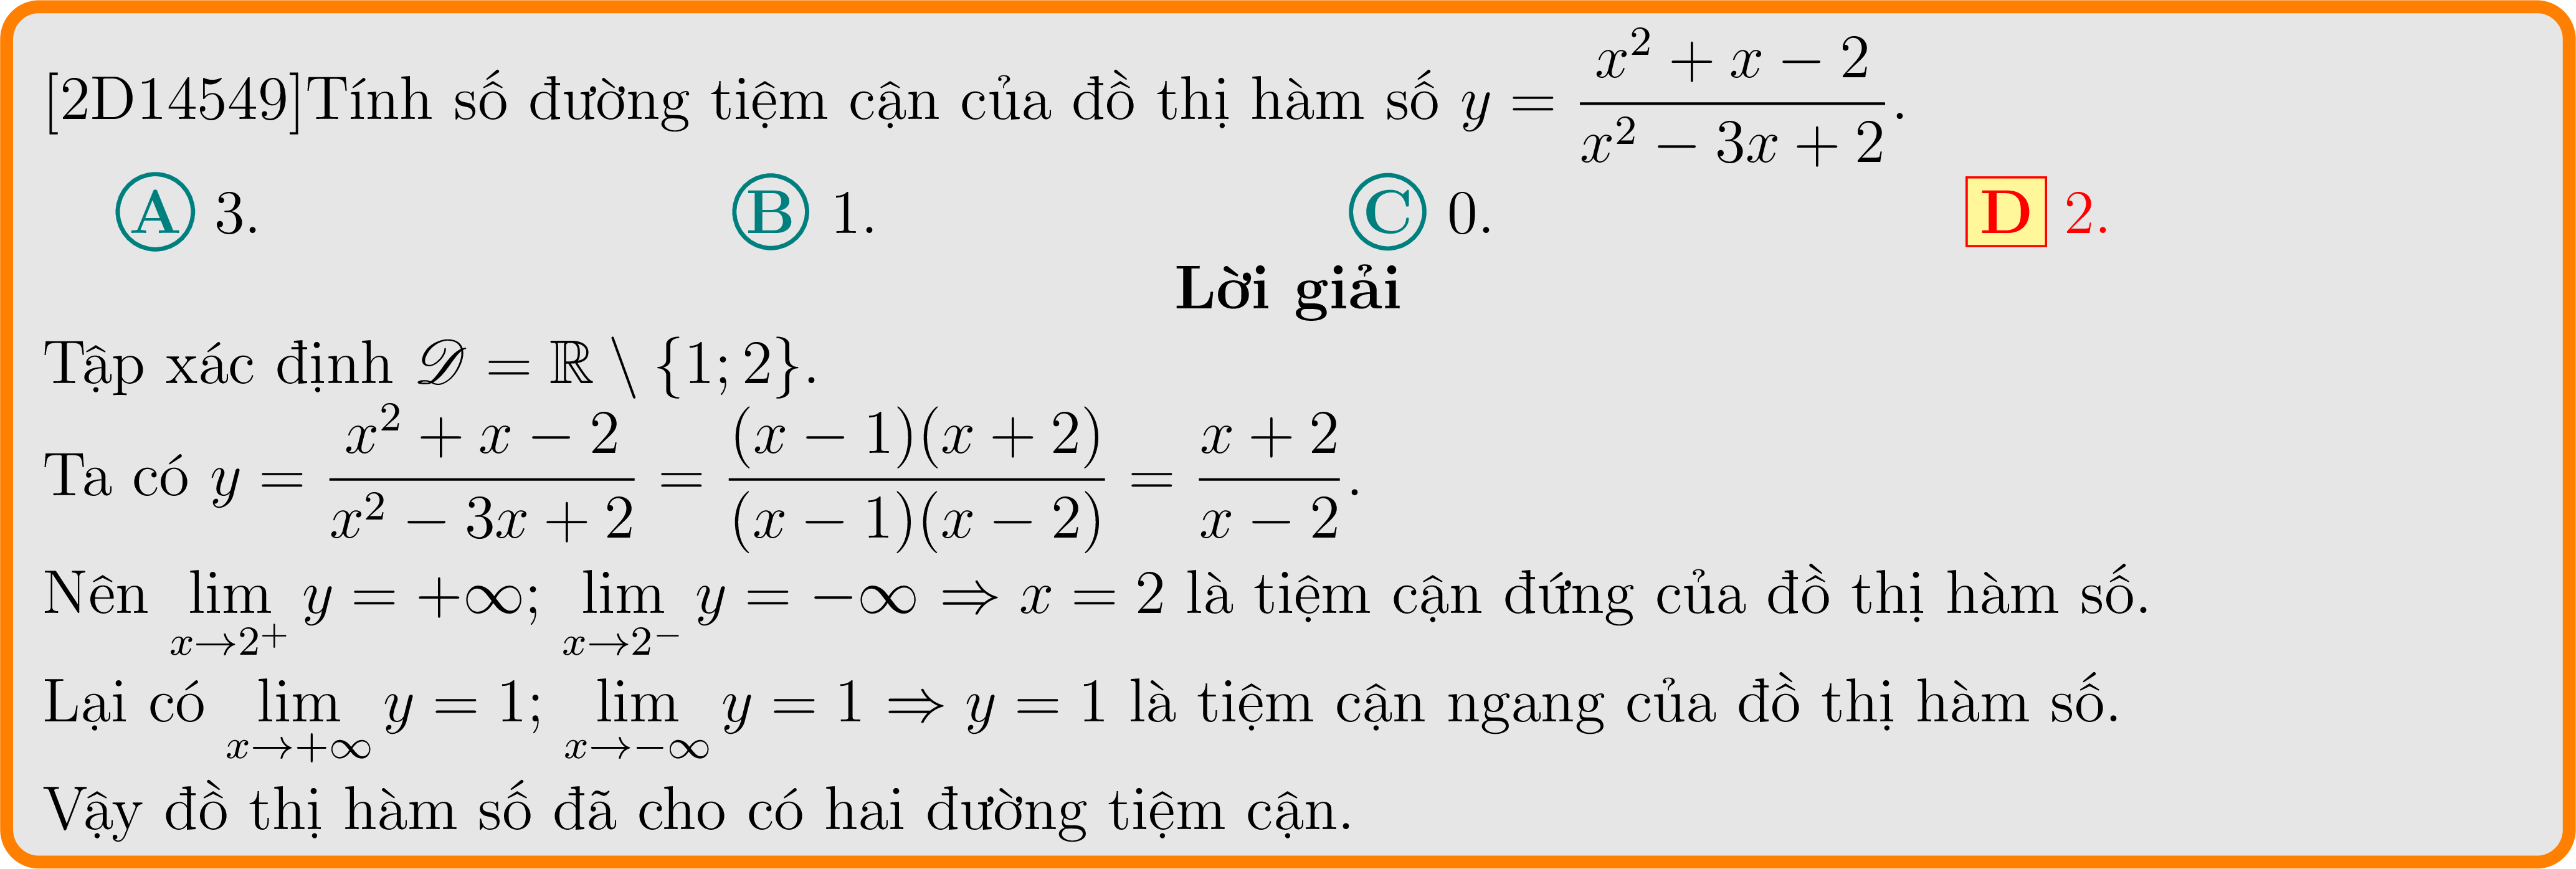 [2D14549]Tính số đường tiệm cận của đồ thị hàm số $y = \dfrac{x^2 + x - 2}{x^2 - 3x + 2}$.
A 3. B 1. C 0. D 2.
Lời giải
Tập xác định $\mathscr{D} = \mathbb{R} \setminus \{1; 2\}$.
Ta có $y = \dfrac{x^2 + x - 2}{x^2 - 3x + 2} = \dfrac{(x - 1)(x + 2)}{(x - 1)(x - 2)} = \dfrac{x + 2}{x - 2}$.
Nên $\lim\limits_{x \to 2^+} y = +\infty$; $\lim\limits_{x \to 2^-} y = -\infty \Rightarrow x = 2$ là tiệm cận đứng của đồ thị hàm số.
Lại có $\lim\limits_{x \to +\infty} y = 1$; $\lim\limits_{x \to -\infty} y = 1 \Rightarrow y = 1$ là tiệm cận ngang của đồ thị hàm số.
Vậy đồ thị hàm số đã cho có hai đường tiệm cận.